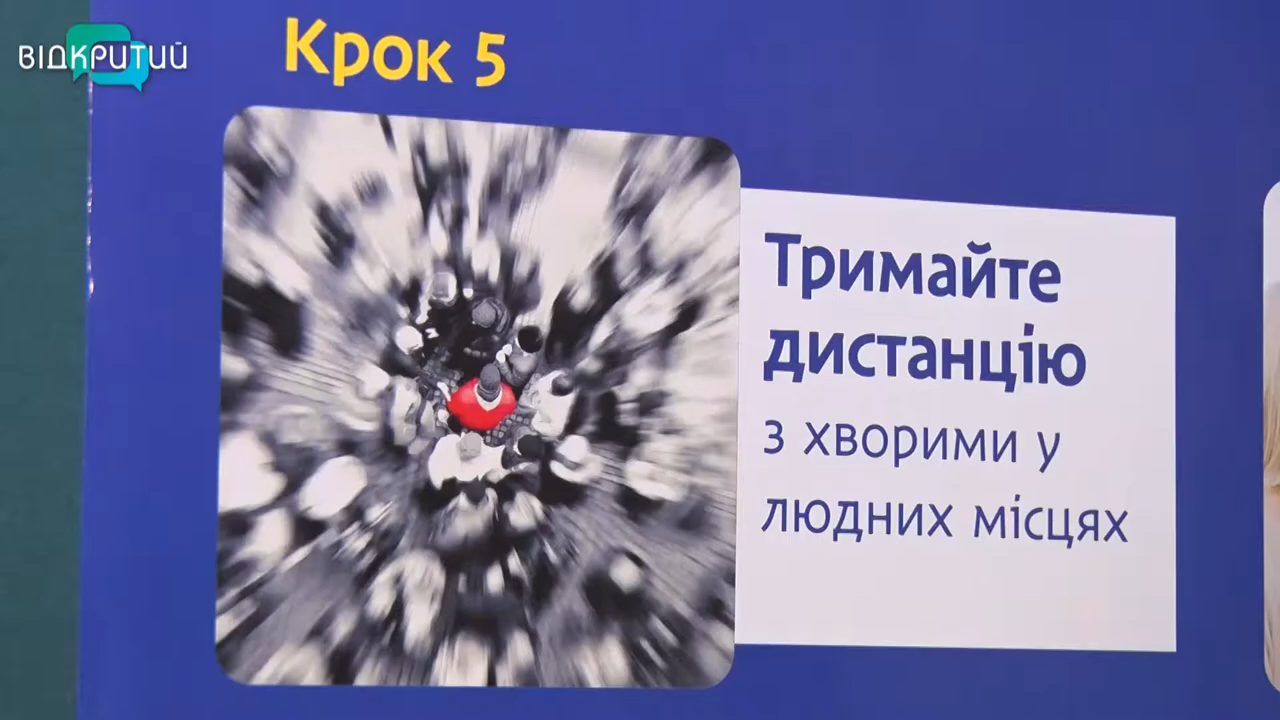 ВІДКРИТИЙ
Крок 5
Тримайте
дистанцію
з хворими у
людних місцях